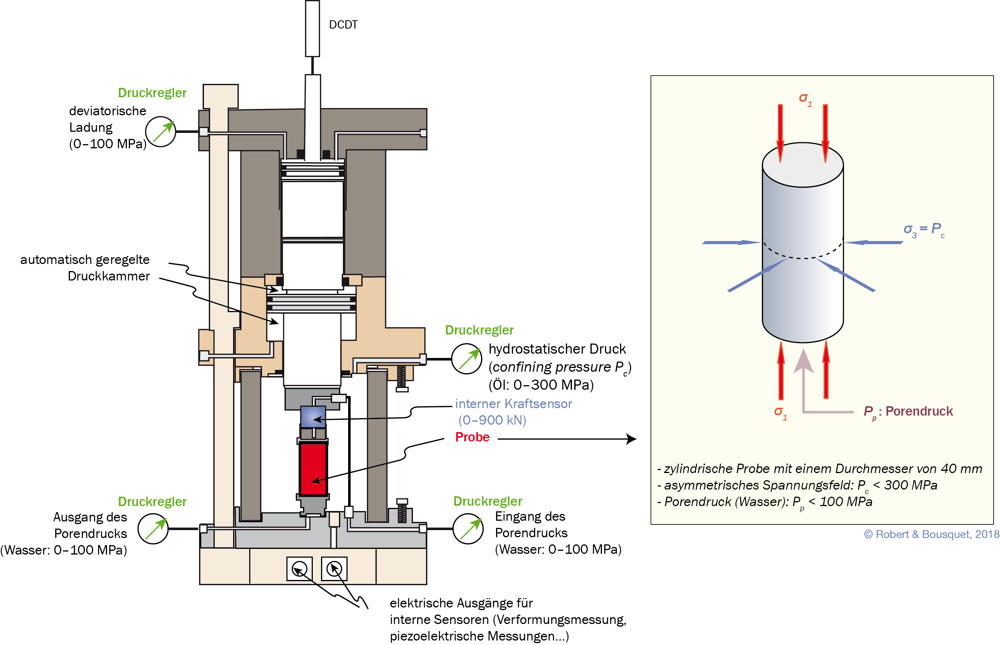 DCDT
Druckregler
deviatorische
Ladung
(0–100 MPa)
automatisch geregelte
Druckkammer
Druckregler
hydrostatischer Druck
(confining pressure Pc)
(Öl: 0–300 MPa)
interner Kraftsensor
(0–900 kN)
Probe
Druckregler
Ausgang des
Porendrucks
(Wasser: 0–100 MPa)
Druckregler
Eingang des
Porendrucks
(Wasser: 0–100 MPa)
elektrische Ausgänge für
interne Sensoren (Verformungsmessung,
piezoelektrische Messungen...)
σ1
σ3 = Pc
σ1
Pp : Porendruck
- zylindrische Probe mit einem Durchmesser von 40 mm
- asymmetrisches Spannungsfeld: Pc < 300 MPa
- Porendruck (Wasser): Pp < 100 MPa
© Robert & Bousquet, 2018